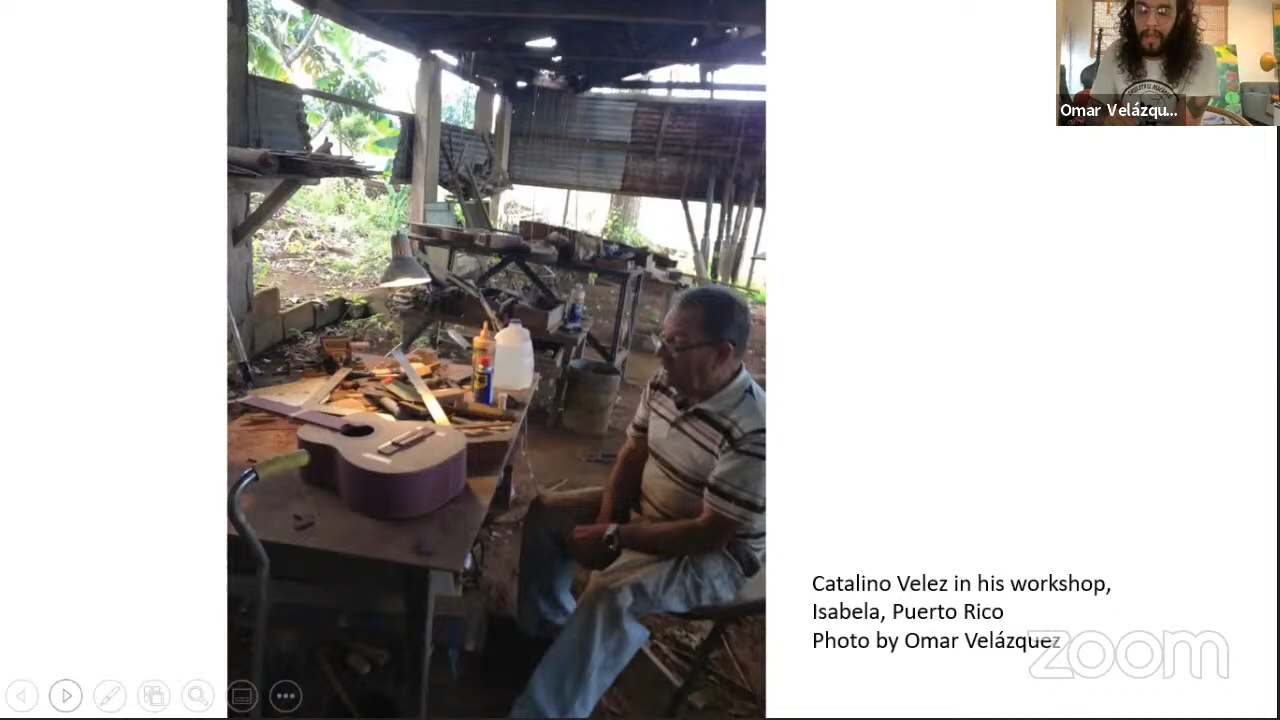 Omar Velázqu...
Catalino Velez in his workshop,
Isabela, Puerto Rico
Photo by Omar Velázquez
zoom